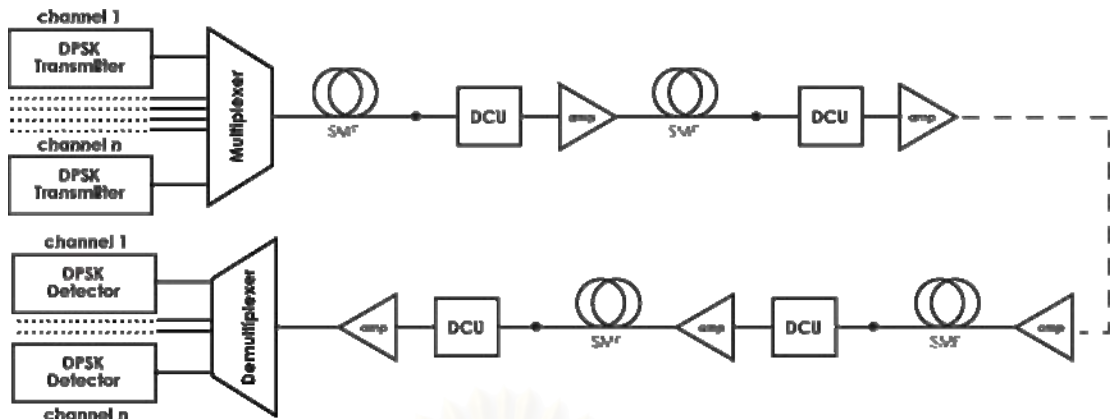 channel 1
DPSK
Transmitter
channel n
DPSK
Transmitter
Multiplexer
SMF
DCU
amp
SMF
DCU
amp
channel 1
DPSK
Detector
DPSK
Detector
channel n
Demultiplexer
amp
DCU
SMF
amp
DCU
SMF
amp